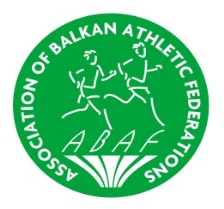 ASSOCIATION OF BALKAN ATHLETIC FEDERATIONS
ABAF